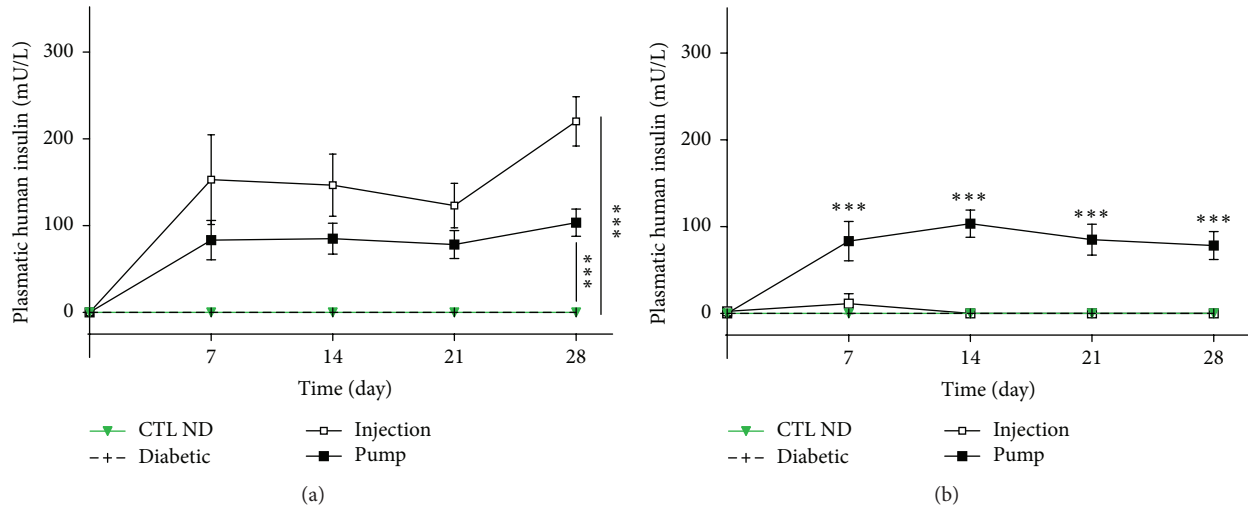 Plasmatic human insulin (mU/L)
300
200
100
0
7
14
21
28
Time (day)
***
***
CTL ND
Diabetic
Injection
Pump
(a)
Plasmatic human insulin (mU/L)
300
200
100
0
7
14
21
28
Time (day)
***
***
***
***
CTL ND
Diabetic
Injection
Pump
(b)